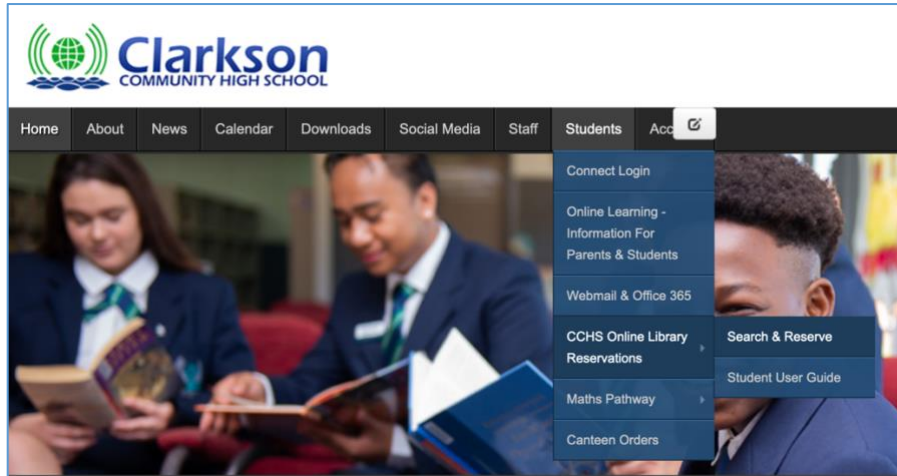 Clarkson
COMMUNITY HIGH SCHOOL
Home About News Calendar Downloads Social Media Staff Students Acc
Connect Login
Online Learning -
Information For
Parents & Students
Webmail & Office 365
CCHS Online Library
Reservations
Search & Reserve
Student User Guide
Maths Pathway
Canteen Orders